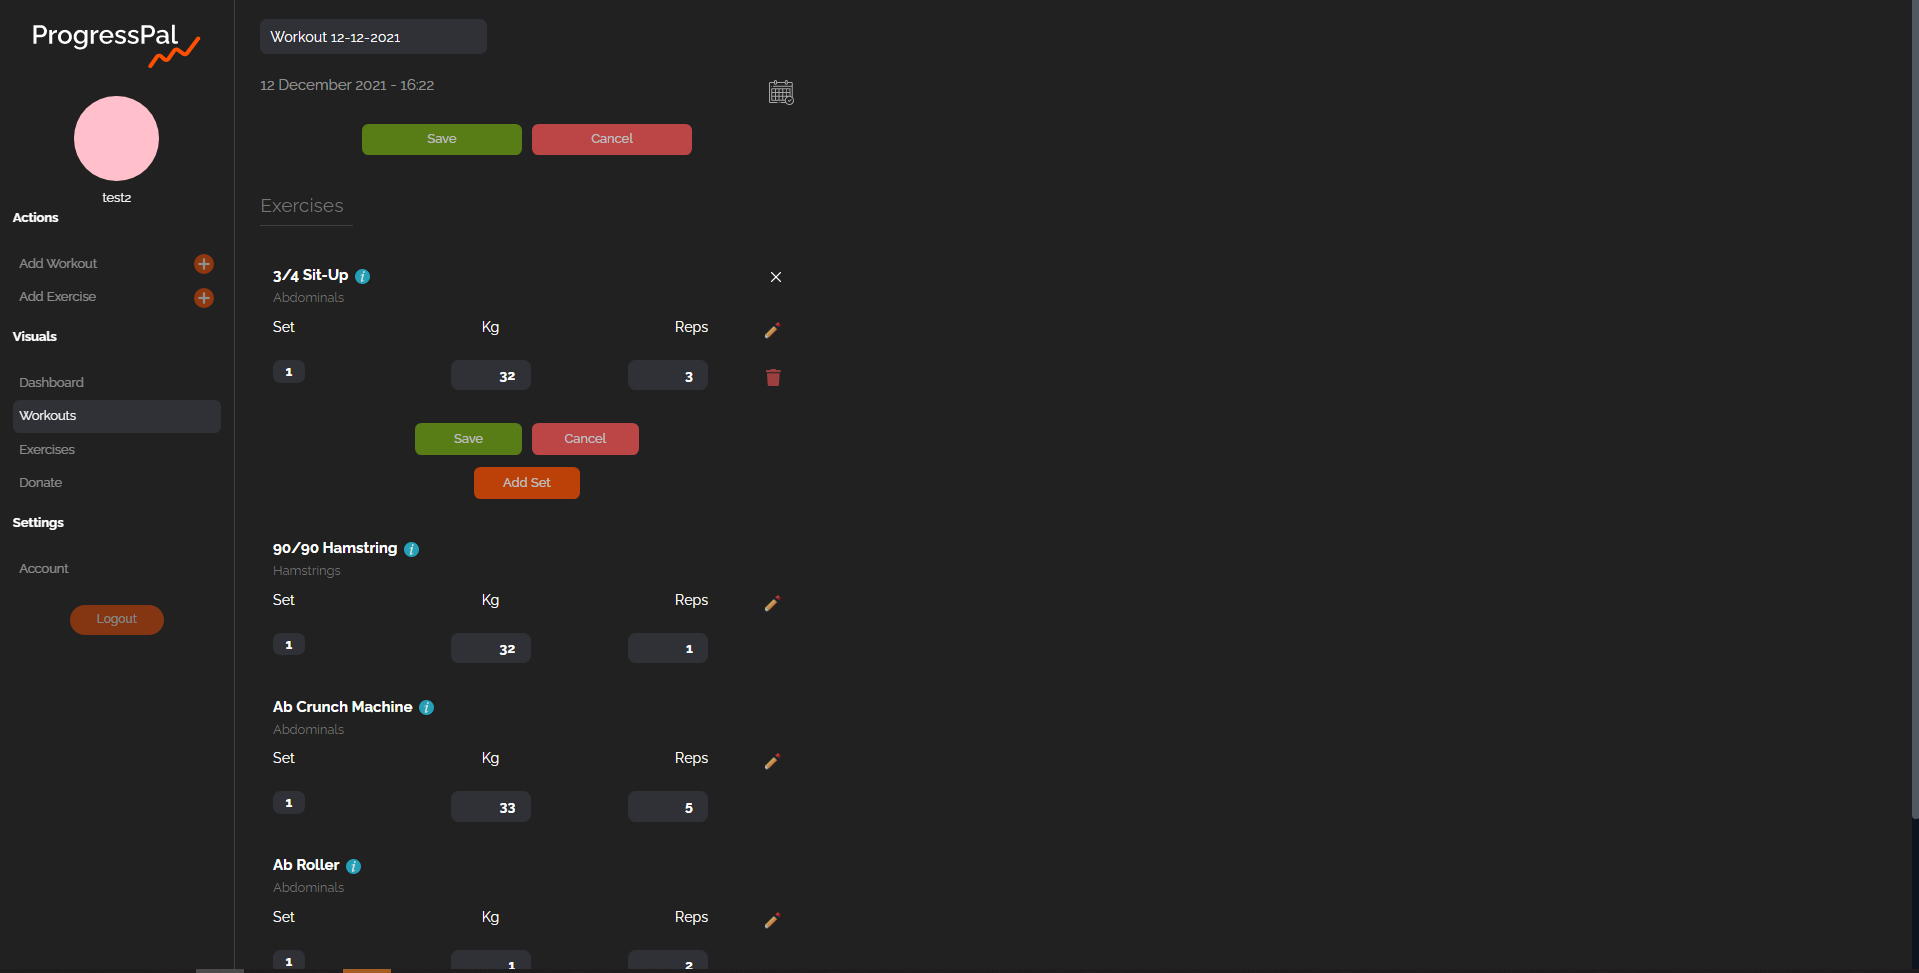 ProgressPal
test2
Actions
Add Workout
Add Exercise
Visuals
Dashboard
Workouts
Exercises
Donate
Settings
Account
Logout
Workout 12-12-2021
12 December 2021 - 16:22
Save Cancel
Exercises
3/4 Sit-Up i
Abdominals
Set Kg Reps
1 32 3
Save Cancel
Add Set
90/90 Hamstring i
Hamstrings
Set Kg Reps
1 32 1
Ab Crunch Machine i
Abdominals
Set Kg Reps
1 33 5
Ab Roller i
Abdominals
Set Kg Reps
1 1 2